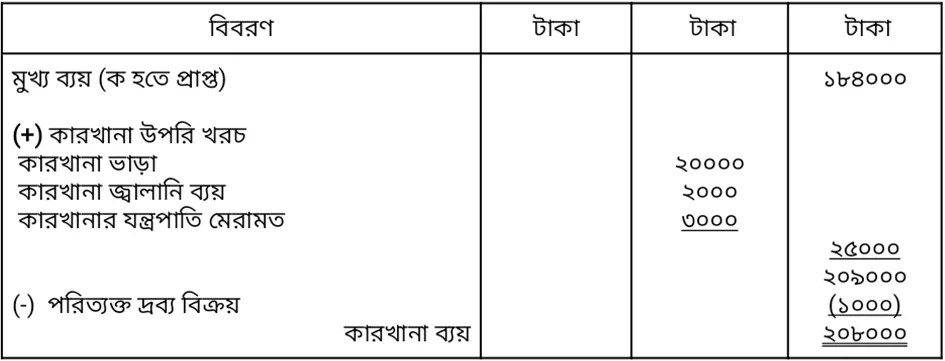 বিবরণ টাকা টাকা টাকা
মুখ্য ব্যয় (ক হতে প্রাপ্ত) ১৮৪০০০
(+) কারখানা উপরি খরচ
কারখানা ভাড়া ২০০০০
কারখানা জ্বালানি ব্যয় ২০০০
কারখানার যন্ত্রপাতি মেরামত ৩০০০
২৫০০০
২০৯০০০
(-) পরিত্যক্ত দ্রব্য বিক্রয় (১০০০)
কারখানা ব্যয় ২০৮০০০